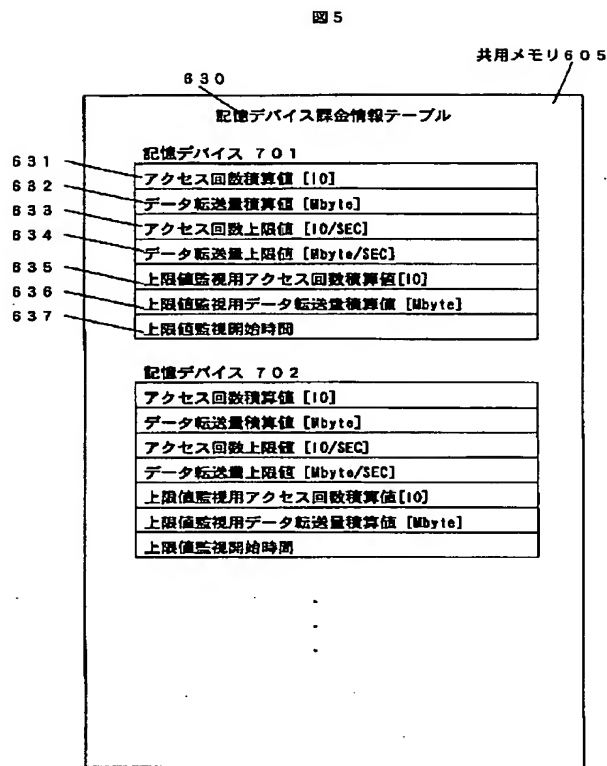 図5
共用メモリ605
630
記憶デバイス課金情報テーブル
記憶デバイス 701
631 アクセス回数積算値 [IO]
632 データ転送量積算値 [Mbyte]
633 アクセス回数上限値 [IO/SEC]
634 データ転送量上限値 [Mbyte/SEC]
635 上限値監視用アクセス回数積算値[IO]
636 上限値監視用データ転送量積算値 [Mbyte]
637 上限値監視開始時間
記憶デバイス 702
アクセス回数積算値 [IO]
データ転送量積算値 [Mbyte]
アクセス回数上限値 [IO/SEC]
データ転送量上限値 [Mbyte/SEC]
上限値監視用アクセス回数積算値[IO]
上限値監視用データ転送量積算値 [Mbyte]
上限値監視開始時間